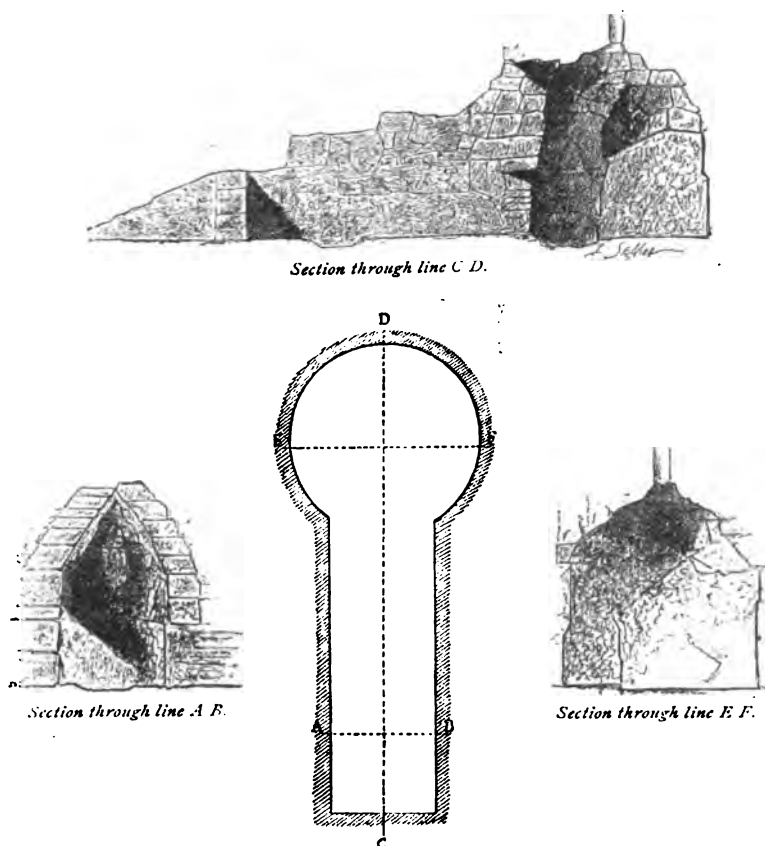 Section through line C D.
D
E F
Section through line A B.
Section through line E F.
A B
C